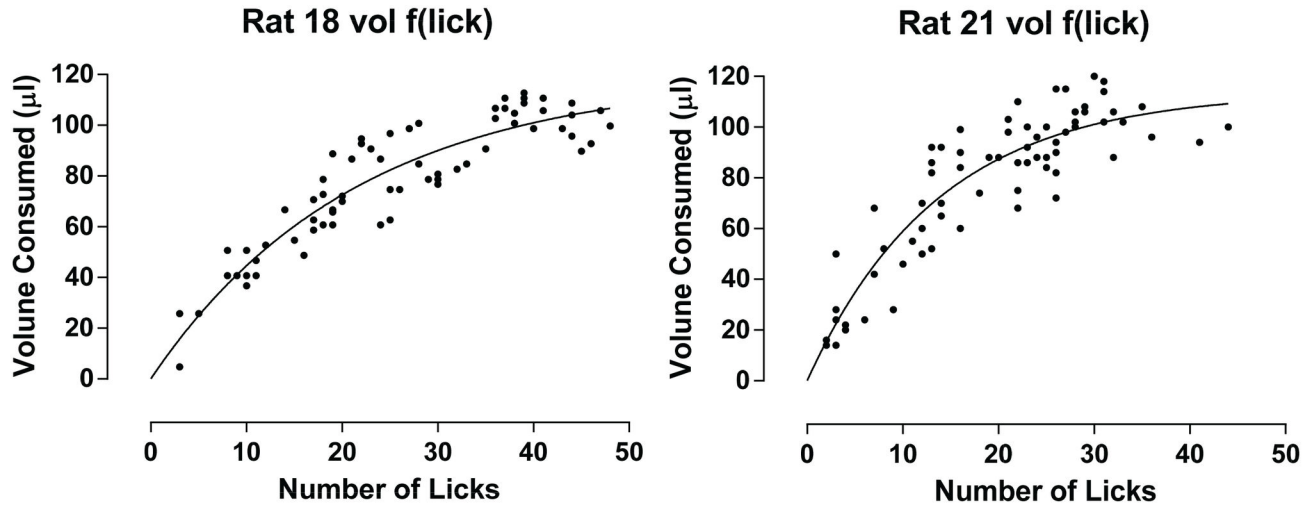 Rat 18 vol f(lick)
Volune Consumed (µl)
120
100
80
60
40
20
0
0 10 20 30 40 50
Number of Licks
Rat 21 vol f(lick)
Volune Consumed (µl)
120
100
80
60
40
20
0
0 10 20 30 40 50
Number of Licks